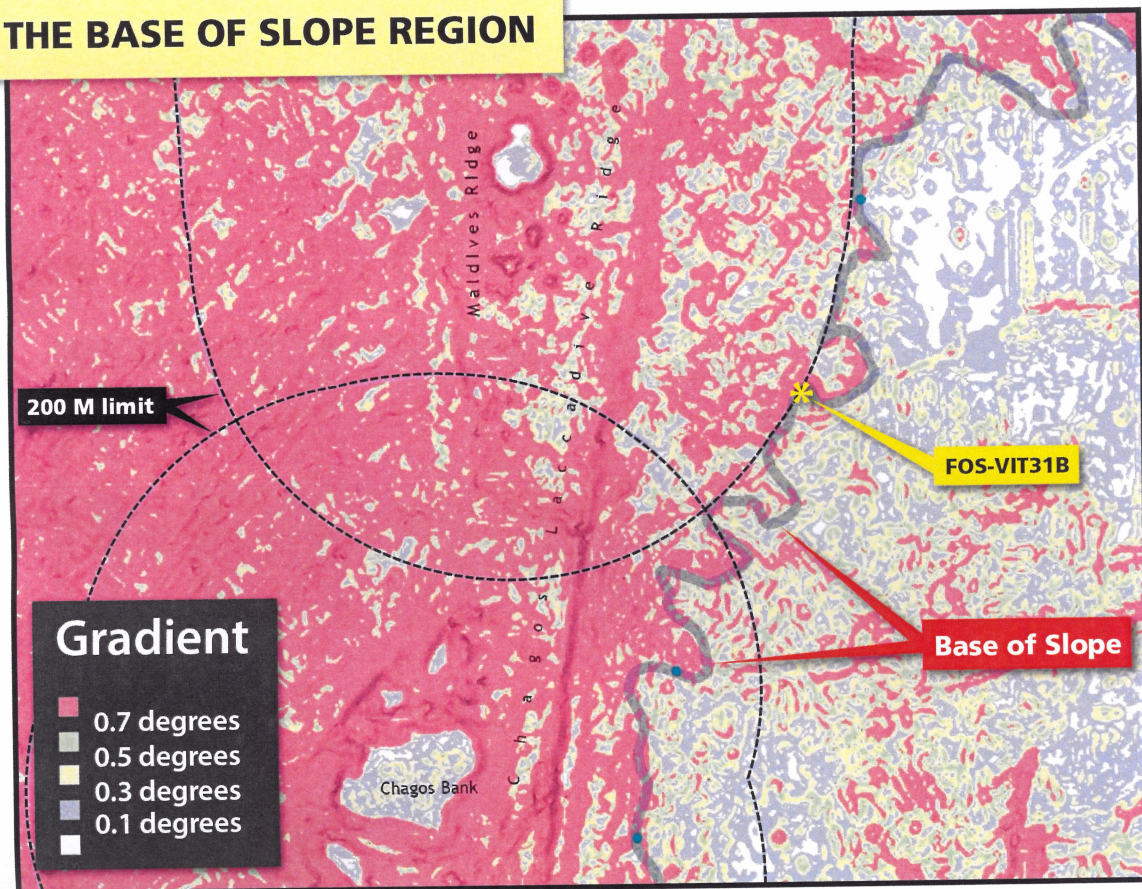 THE BASE OF SLOPE REGION
Maldives RIdge
Chagos Laccadive Ridge
200 M limit
FOS-VIT31B
Base of Slope
Gradient
0.7 degrees
0.5 degrees
0.3 degrees
0.1 degrees
Chagos Bank